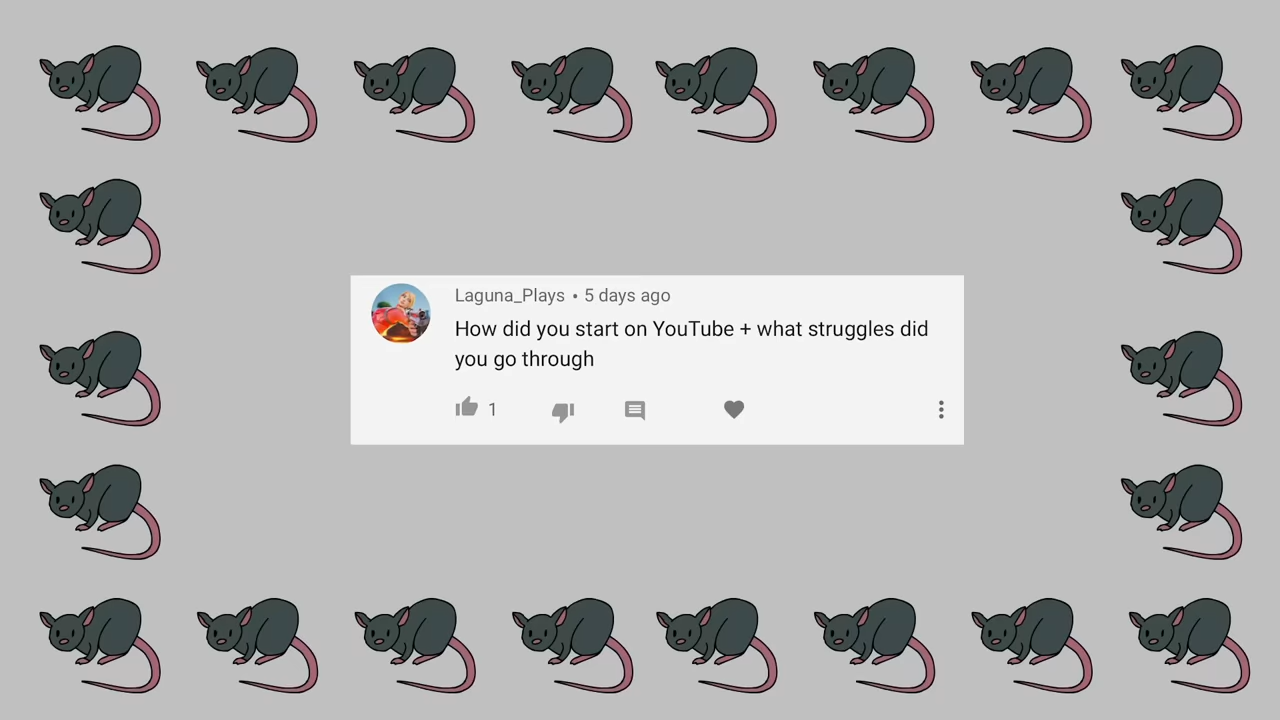 Laguna_Plays • 5 days ago
How did you start on YouTube + what struggles did
you go through
1